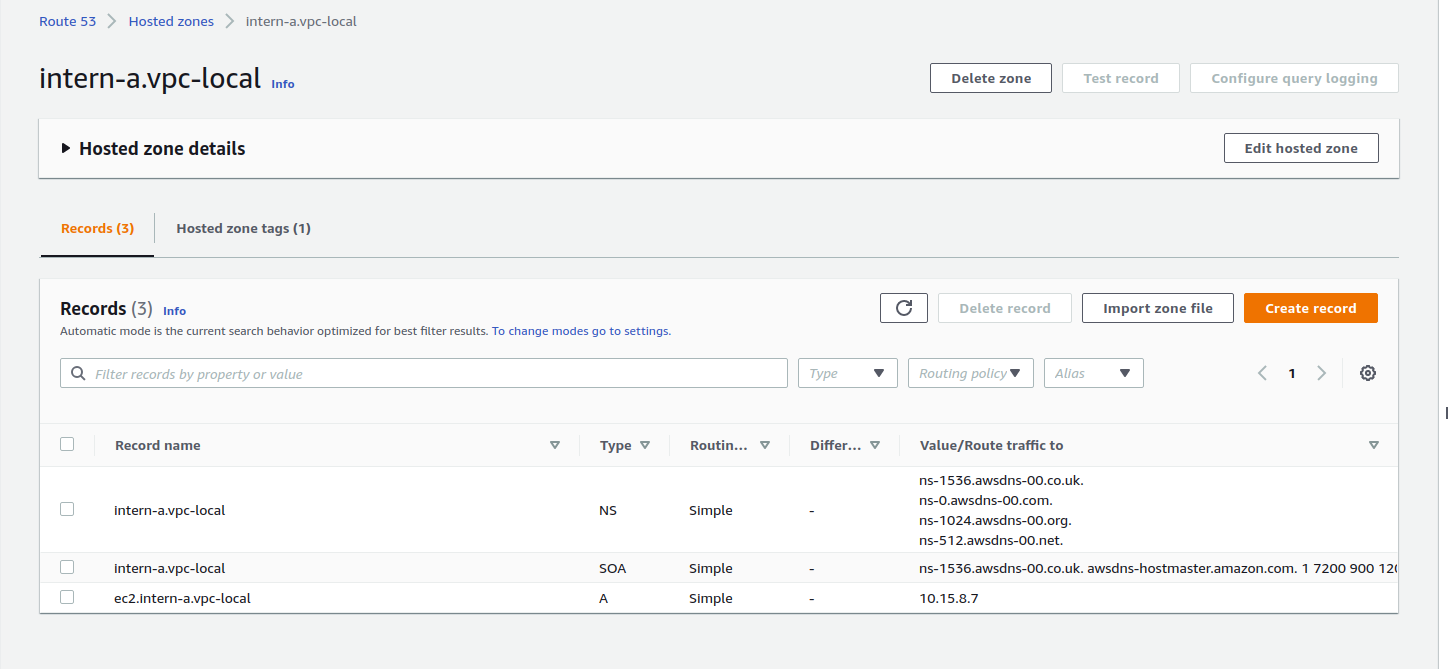 Route 53 > Hosted zones > intern-a.vpc-local
intern-a.vpc-local Info
Delete zone Test record Configure query logging
Hosted zone details
Edit hosted zone
Records (3) Hosted zone tags (1)
Records (3) Info
Automatic mode is the current search behavior optimized for best filter results. To change modes go to settings.
Delete record Import zone file Create record
Filter records by property or value Type Routing policy Alias 1
Record name Type Routin... Differ... Value/Route traffic to
intern-a.vpc-local NS Simple - ns-1536.awsdns-00.co.uk.
ns-0.awsdns-00.com.
ns-1024.awsdns-00.org.
ns-512.awsdns-00.net.
intern-a.vpc-local SOA Simple - ns-1536.awsdns-00.co.uk. awsdns-hostmaster.amazon.com. 1 7200 900 120
ec2.intern-a.vpc-local A Simple - 10.15.8.7